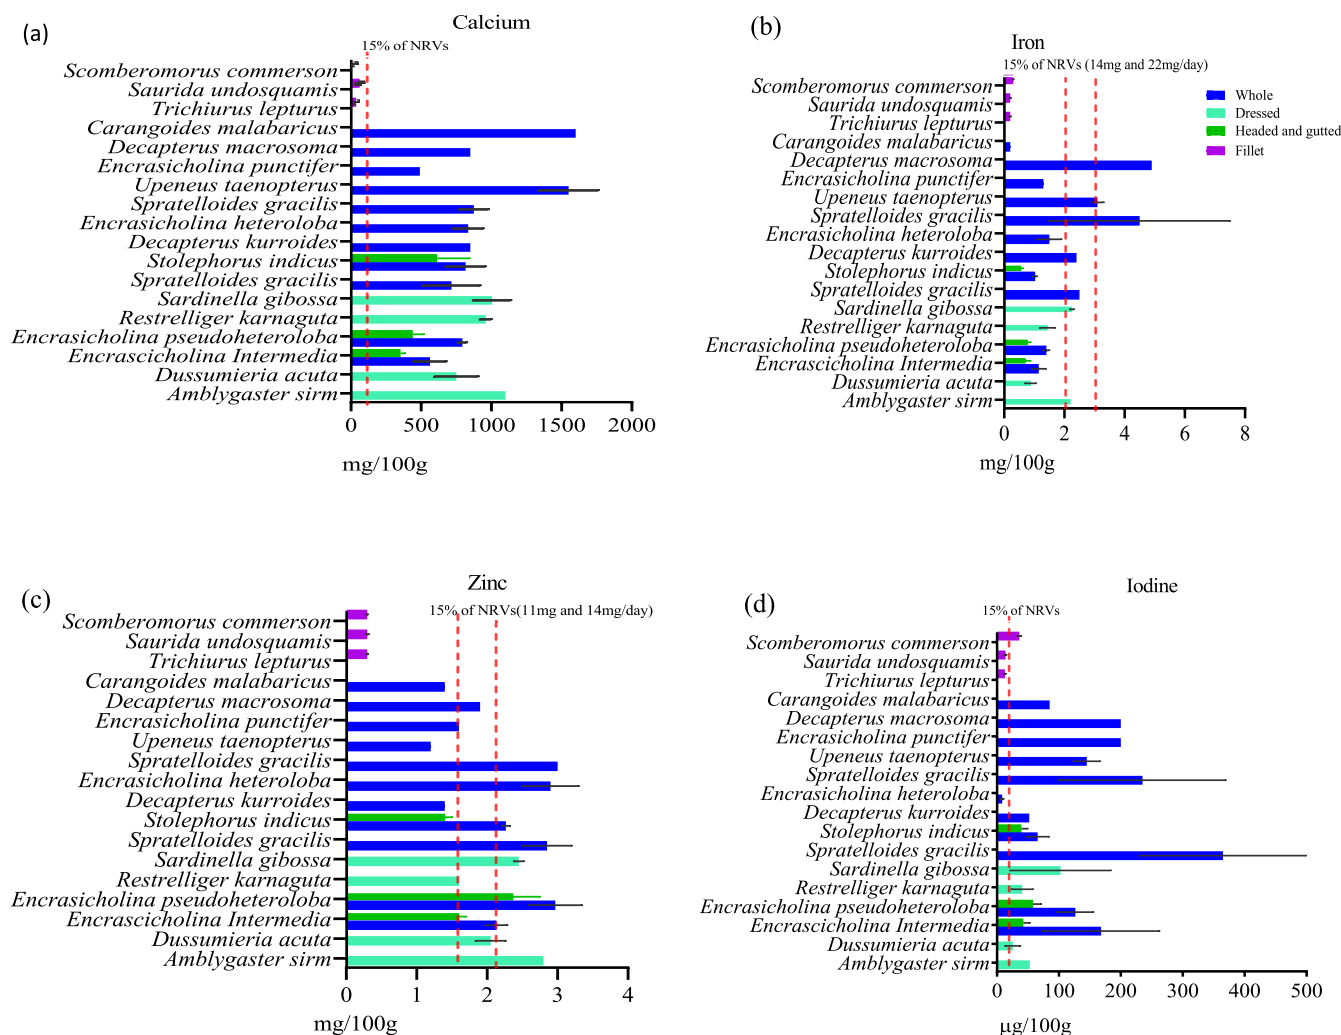 (a)
Calcium
15% of NRVs
Scomberomorus commerson
Saurida undosquamis
Trichiurus lepturus
Carangoides malabaricus
Decapterus macrosoma
Encrasicholina punctifer
Upeneus taenopterus
Spratelloides gracilis
Encrasicholina heteroloba
Decapterus kurroides
Stolephorus indicus
Spratelloides gracilis
Sardinella gibossa
Restrelliger karnaguta
Encrasicholina pseudoheteroloba
Encrascicholina Intermedia
Dussumieria acuta
Amblygaster sirm
0 500 1000 1500 2000
mg/100g
(b)
Iron
15% of NRVs (14mg and 22mg/day)
Scomberomorus commerson
Saurida undosquamis
Trichiurus lepturus
Carangoides malabaricus
Decapterus macrosoma
Encrasicholina punctifer
Upeneus taenopterus
Spratelloides gracilis
Encrasicholina heteroloba
Decapterus kurroides
Stolephorus indicus
Spratelloides gracilis
Sardinella gibossa
Restrelliger karnaguta
Encrasicholina pseudoheteroloba
Encrascicholina Intermedia
Dussumieria acuta
Amblygaster sirm
0 2 4 6 8
mg/100g
Whole
Dressed
Headed and gutted
Fillet
(c)
Zinc
15% of NRVs(11mg and 14mg/day)
Scomberomorus commerson
Saurida undosquamis
Trichiurus lepturus
Carangoides malabaricus
Decapterus macrosoma
Encrasicholina punctifer
Upeneus taenopterus
Spratelloides gracilis
Encrasicholina heteroloba
Decapterus kurroides
Stolephorus indicus
Spratelloides gracilis
Sardinella gibossa
Restrelliger karnaguta
Encrasicholina pseudoheteroloba
Encrascicholina Intermedia
Dussumieria acuta
Amblygaster sirm
0 1 2 3 4
mg/100g
(d)
Iodine
15% of NRVs
Scomberomorus commerson
Saurida undosquamis
Trichiurus lepturus
Carangoides malabaricus
Decapterus macrosoma
Encrasicholina punctifer
Upeneus taenopterus
Spratelloides gracilis
Encrasicholina heteroloba
Decapterus kurroides
Stolephorus indicus
Spratelloides gracilis
Sardinella gibossa
Restrelliger karnaguta
Encrasicholina pseudoheteroloba
Encrascicholina Intermedia
Dussumieria acuta
Amblygaster sirm
0 100 200 300 400 500
µg/100g